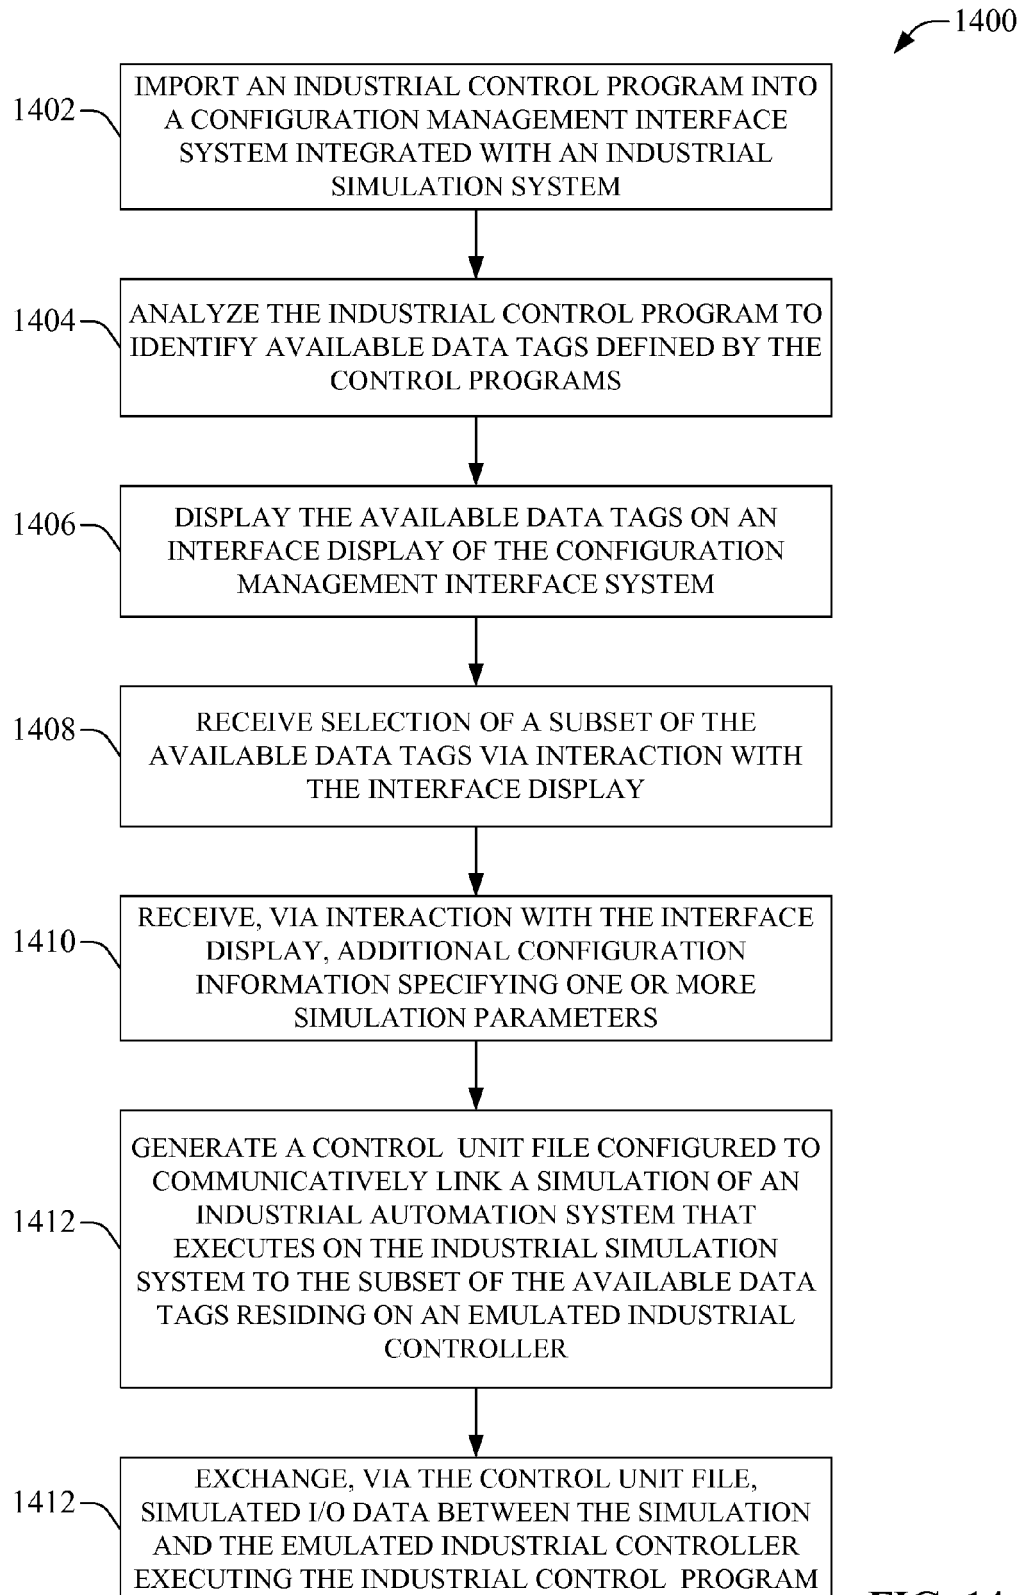 1400
1402
IMPORT AN INDUSTRIAL CONTROL PROGRAM INTO
A CONFIGURATION MANAGEMENT INTERFACE
SYSTEM INTEGRATED WITH AN INDUSTRIAL
SIMULATION SYSTEM
1404
ANALYZE THE INDUSTRIAL CONTROL PROGRAM TO
IDENTIFY AVAILABLE DATA TAGS DEFINED BY THE
CONTROL PROGRAMS
1406
DISPLAY THE AVAILABLE DATA TAGS ON AN
INTERFACE DISPLAY OF THE CONFIGURATION
MANAGEMENT INTERFACE SYSTEM
1408
RECEIVE SELECTION OF A SUBSET OF THE
AVAILABLE DATA TAGS VIA INTERACTION WITH
THE INTERFACE DISPLAY
1410
RECEIVE, VIA INTERACTION WITH THE INTERFACE
DISPLAY, ADDITIONAL CONFIGURATION
INFORMATION SPECIFYING ONE OR MORE
SIMULATION PARAMETERS
1412
GENERATE A CONTROL UNIT FILE CONFIGURED TO
COMMUNICATIVELY LINK A SIMULATION OF AN
INDUSTRIAL AUTOMATION SYSTEM THAT
EXECUTES ON THE INDUSTRIAL SIMULATION
SYSTEM TO THE SUBSET OF THE AVAILABLE DATA
TAGS RESIDING ON AN EMULATED INDUSTRIAL
CONTROLLER
1412
EXCHANGE, VIA THE CONTROL UNIT FILE,
SIMULATED I/O DATA BETWEEN THE SIMULATION
AND THE EMULATED INDUSTRIAL CONTROLLER
EXECUTING THE INDUSTRIAL CONTROL PROGRAM
FIG. 14